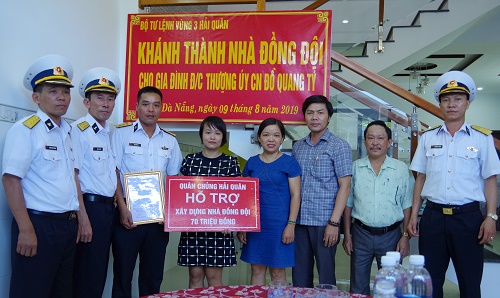 BỘ TƯ LỆNH VÙNG 3 HẢI QUÂN
KHÁNH THÀNH NHÀ ĐỒNG ĐỘI
CHO GIA ĐÌNH Đ/C THƯỢNG ÚY CN ĐỖ QUANG TÝ
Đà Nẵng, ngày 09 tháng 8 năm 2019
QUÂN CHỦNG HẢI QUÂN
HỖ TRỢ
XÂY DỰNG NHÀ ĐỒNG ĐỘI
70 TRIỆU ĐỒNG